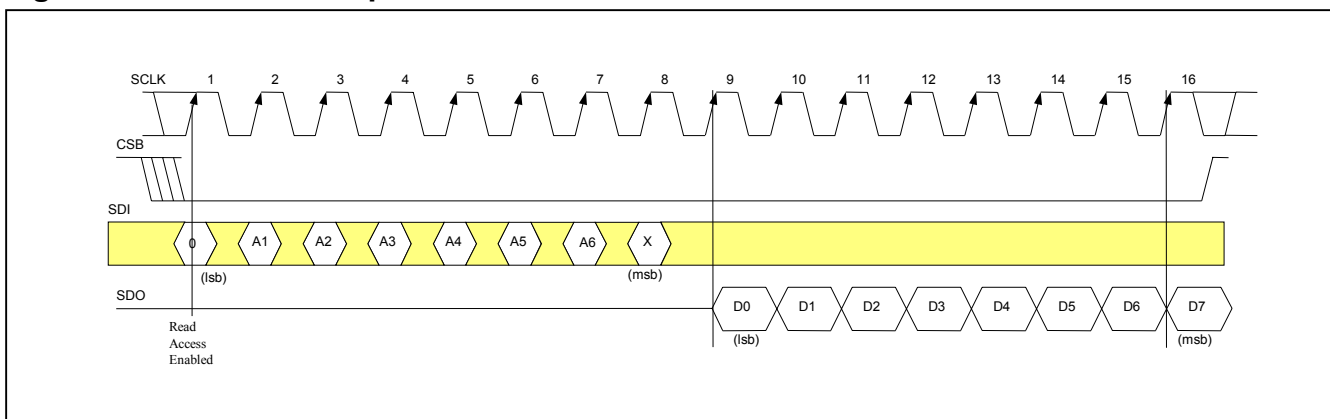 SCLK 1 2 3 4 5 6 7 8 9 10 11 12 13 14 15 16
CSB
SDI
0 A1 A2 A3 A4 A5 A6 X
(lsb) (msb)
SDO
D0 D1 D2 D3 D4 D5 D6 D7
(lsb) (msb)
Read
Access
Enabled